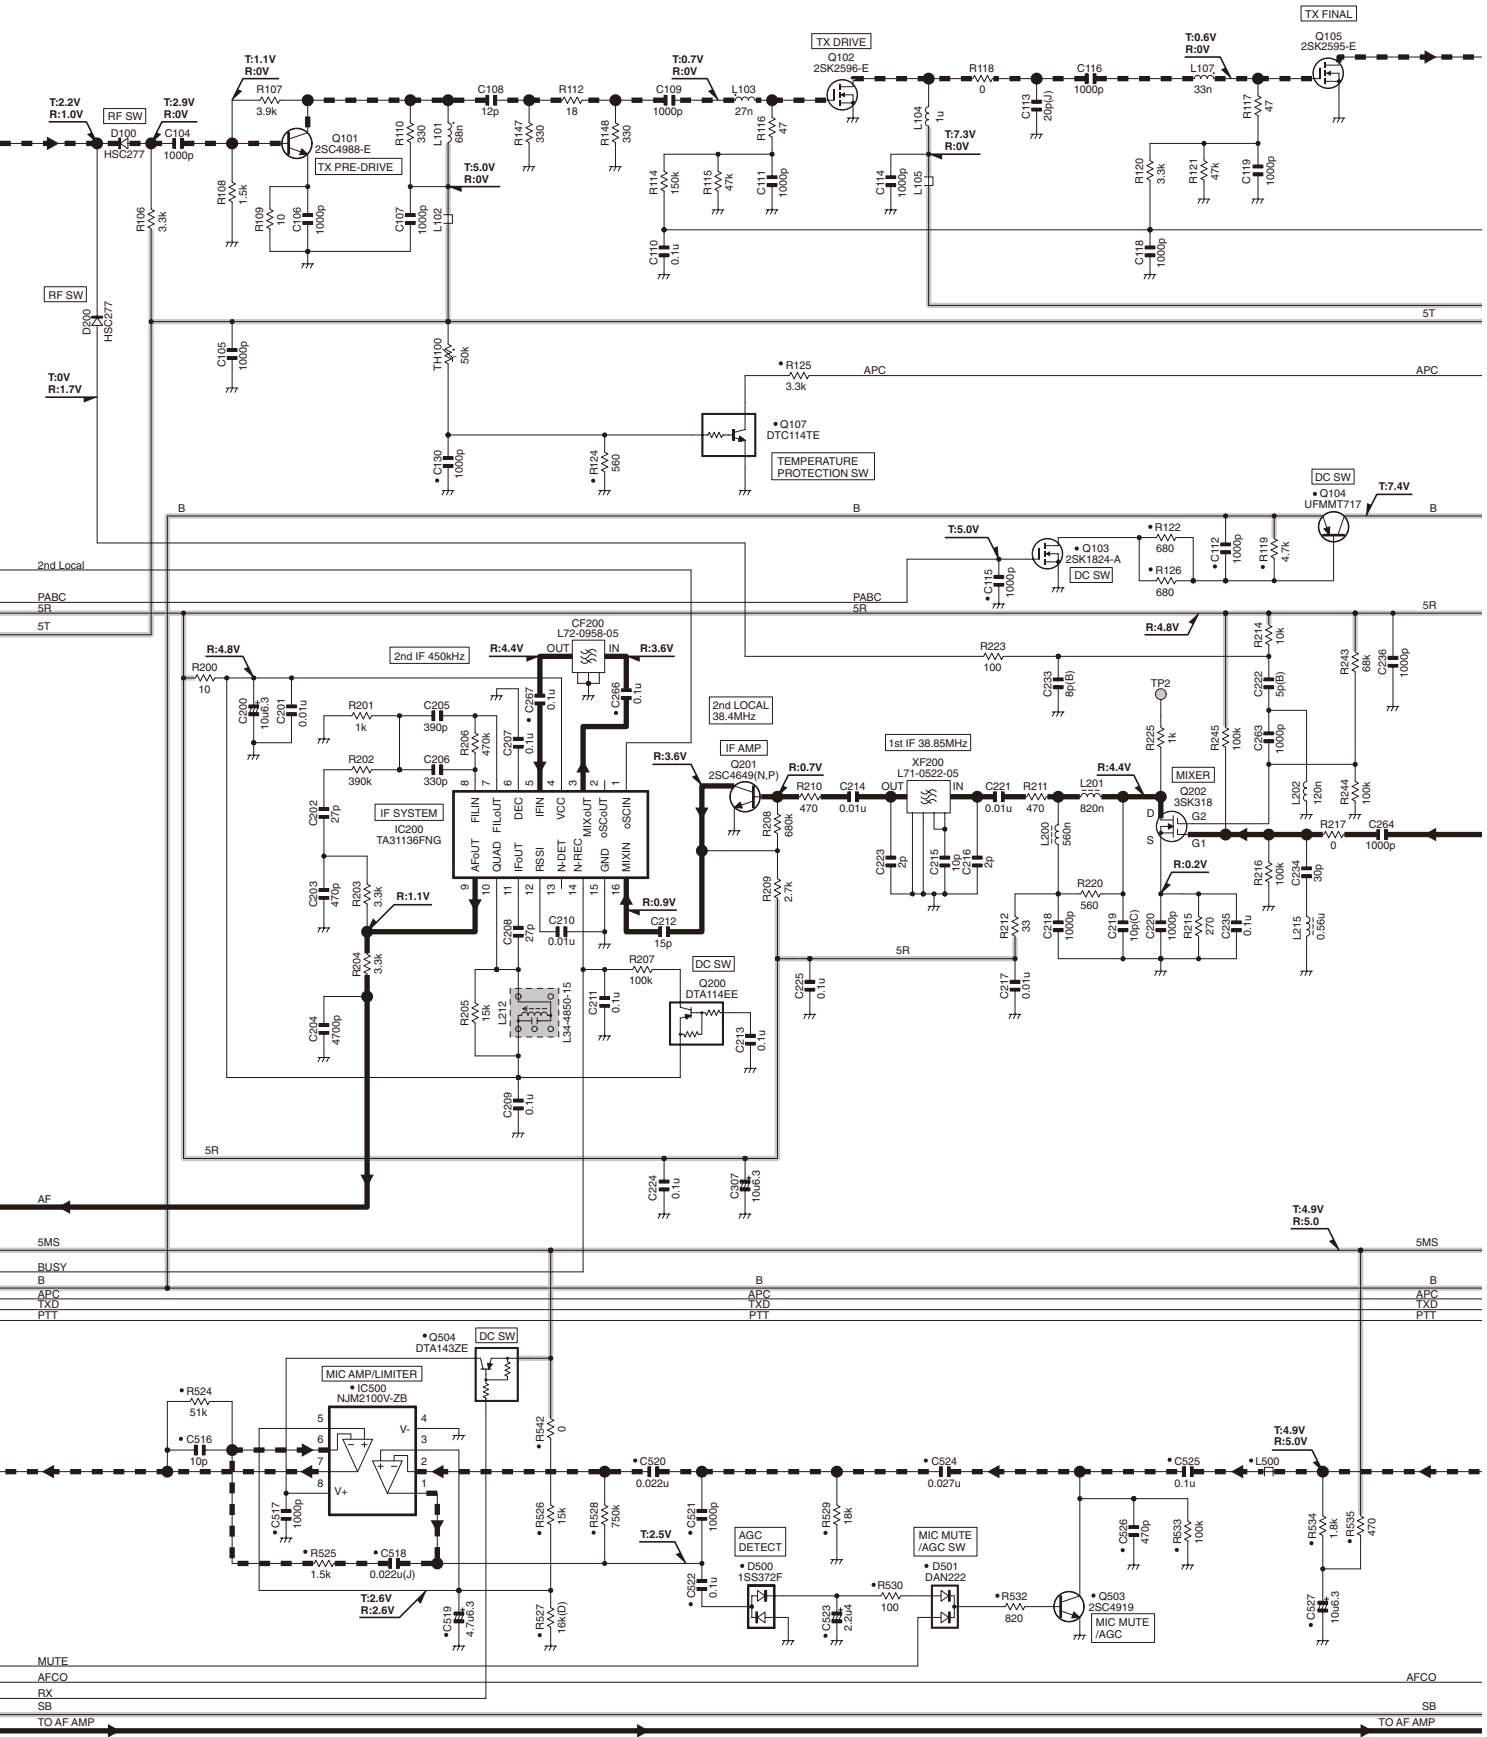 TX FINAL
Q105
2SK2595-E
TX DRIVE
Q102
2SK2596-E
T:1.1V
R:0V
T:0.7V
R:0V
T:0.6V
R:0V
R107
3.9k
C108
12p
R112
18
C109
1000p
L103
27n
R118
0
C116
1000p
L107
33n
T:2.2V
R:1.0V
RF SW
D100
HSC277
T:2.9V
R:0V
C104
1000p
Q101
2SC4988-E
TX PRE-DRIVE
R110
330
L101
68n
R147
330
R148
330
R116
47
L104
1u
C113
20p(J)
R117
47
T:5.0V
R:0V
T:7.3V
R:0V
R106
3.3k
R108
1.5k
R109
10
C106
1000p
C107
1000p
L102
R114
150k
R115
47k
C111
1000p
C114
1000p
L105
R120
3.3k
R121
47k
C119
1000p
C110
0.1u
C118
1000p
RF SW
D200
HSC277
5T
C105
1000p
TH100
50k
T:0V
R:1.7V
R125
3.3k
APC
APC
Q107
DTC114TE
TEMPERATURE
PROTECTION SW
C130
1000p
R124
560
DC SW
Q104
UFMMT717
T:7.4V
B
B
B
T:5.0V
Q103
2SK1824-A
DC SW
R122
680
R126
680
C112
1000p
R119
4.7k
C115
1000p
2nd Local
PABC
PABC
5R
5R
5R
5T
R:4.8V
R:4.8V
R200
10
2nd IF 450kHz
CF200
L72-0958-05
R:4.4V
OUT
IN
R:3.6V
R223
100
R214
10k
R243
68k
C236
1000p
C200
10u6.3
C201
0.01u
R201
1k
C205
390p
R206
470k
C207
0.1u
C267
0.1u
C266
0.1u
C233
8p(B)
C222
5p(B)
TP2
2nd LOCAL
38.4MHz
R225
1k
R245
100k
C263
1000p
R202
390k
C206
330p
IF AMP
Q201
2SC4649(N,P)
R:3.6V
R:0.7V
1st IF 38.85MHz
XF200
L71-0522-05
OUT
IN
R:4.4V
MIXER
Q202
3SK318
D
S
G2
G1
L202
120n
R244
100k
C202
27p
IF SYSTEM
IC200
TA31136FNG
8
7
6
5
4
3
2
1
FILIN
FILoUT
DEC
IFIN
VCC
MIXoUT
oSCoUT
oSCIN
AFoUT
QUAD
IFoUT
RSSI
N-DET
N-REC
GND
MIXIN
9
10
11
12
13
14
15
16
R210
470
C214
0.01u
C221
0.01u
R211
470
L201
820n
R208
680k
L200
560n
R217
0
C264
1000p
C203
470p
R203
3.3k
R:1.1V
C208
27p
C210
0.01u
R:0.9V
C212
15p
R209
2.7k
C223
2p
C215
10p
C216
2p
R212
33
R220
560
C218
1000p
C219
10p(C)
R:0.2V
C220
1000p
R215
270
C235
0.1u
R216
100k
C234
30p
L215
0.56u
R204
3.3k
R207
100k
DC SW
Q200
DTA114EE
5R
C204
4700p
R205
15k
L212
L34-4850-15
C211
0.1u
C213
0.1u
C225
0.1u
C217
0.01u
C209
0.1u
5R
C224
0.1u
C307
10u6.3
AF
T:4.9V
R:5.0
5MS
5MS
BUSY
B
B
B
APC
APC
APC
TXD
TXD
TXD
PTT
PTT
PTT
Q504
DTA143ZE
DC SW
MIC AMP/LIMITER
IC500
NJM2100V-ZB
R524
51k
C516
10p
5
6
7
8
V-
V+
4
3
2
1
R542
0
C520
0.022u
C524
0.027u
C525
0.1u
L500
T:4.9V
R:5.0V
C517
1000p
R525
1.5k
C518
0.022u(J)
R526
15k
R528
750k
C521
1000p
R529
18k
C526
470p
R533
100k
R534
1.8k
R535
470
T:2.5V
AGC
DETECT
D500
1SS372F
MIC MUTE
/AGC SW
D501
DAN222
T:2.6V
R:2.6V
C519
4.7u6.3
R527
16k(D)
C522
0.1u
C523
2.2u4
R530
100
R532
820
Q503
2SC4919
MIC MUTE
/AGC
C527
10u6.3
MUTE
AFCO
AFCO
RX
SB
SB
TO AF AMP
TO AF AMP